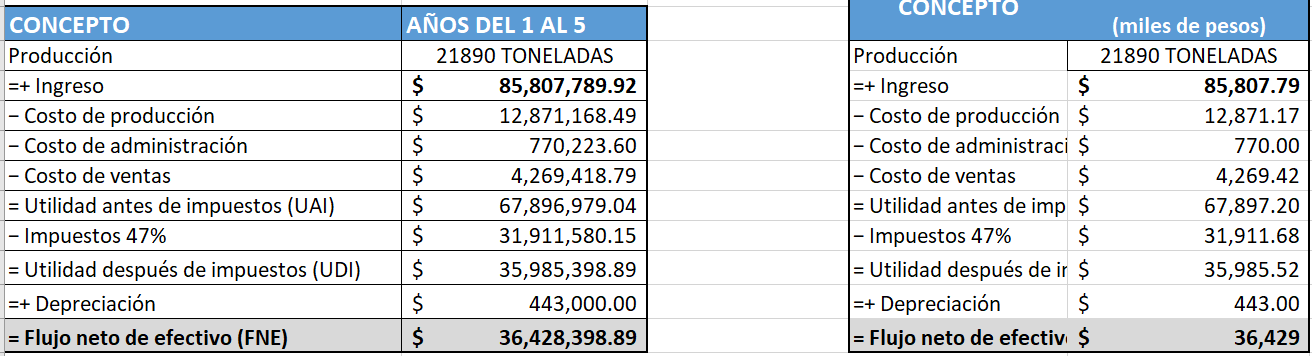 CONCEPTO AÑOS DEL 1 AL 5
Producción 21890 TONELADAS
=+ Ingreso $ 85,807,789.92
− Costo de producción $ 12,871,168.49
− Costo de administración $ 770,223.60
− Costo de ventas $ 4,269,418.79
= Utilidad antes de impuestos (UAI) $ 67,896,979.04
− Impuestos 47% $ 31,911,580.15
= Utilidad después de impuestos (UDI) $ 35,985,398.89
=+ Depreciación $ 443,000.00
= Flujo neto de efectivo (FNE) $ 36,428,398.89
CONCEPTO (miles de pesos)
Producción 21890 TONELADAS
=+ Ingreso $ 85,807.79
− Costo de producción $ 12,871.17
− Costo de administraci $ 770.00
− Costo de ventas $ 4,269.42
= Utilidad antes de imp $ 67,897.20
− Impuestos 47% $ 31,911.68
= Utilidad después de i $ 35,985.52
=+ Depreciación $ 443.00
= Flujo neto de efectiv $ 36,429